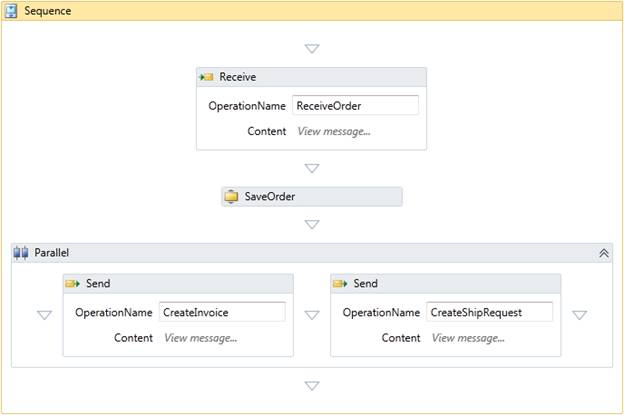 Sequence
Receive
OperationName ReceiveOrder
Content View message...
SaveOrder
Parallel
Send Send
OperationName CreateInvoice OperationName CreateShipRequest
Content View message... Content View message...